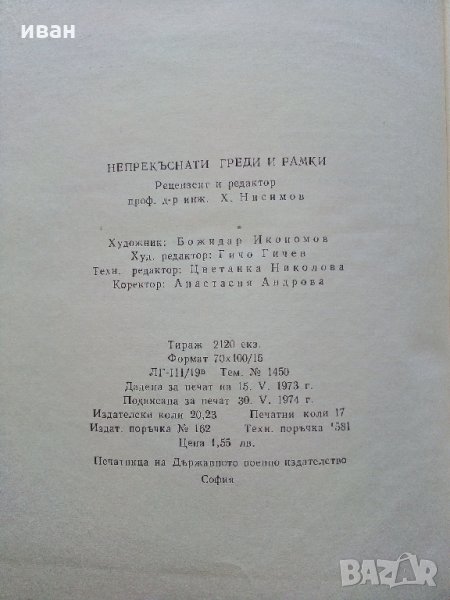 иван
НЕПРЕКЪСНАТИ ГРЕДИ И РАМКИ
Рецензент и редактор
проф. д-р инж. Х. Нисимов
Художник: Божидар Икономов
Худ. редактор: Гичо Гичев
Техн. редактор: Цветанка Николова
Коректор: Анастасия Андрова
Тираж 2120 екз.
Формат 70x100/16
ЛГ-III/19в Тем. № 1450
Дадена за печат на 15. V. 1973 г.
Подписана за печат 30. V. 1974 г.
Издателски коли 20,23 Печатни коли 17
Издат. поръчка № 162 Техн. поръчка 1581
Цена 1,55 лв.
Печатница на Държавното военно издателство
София
BAZAR